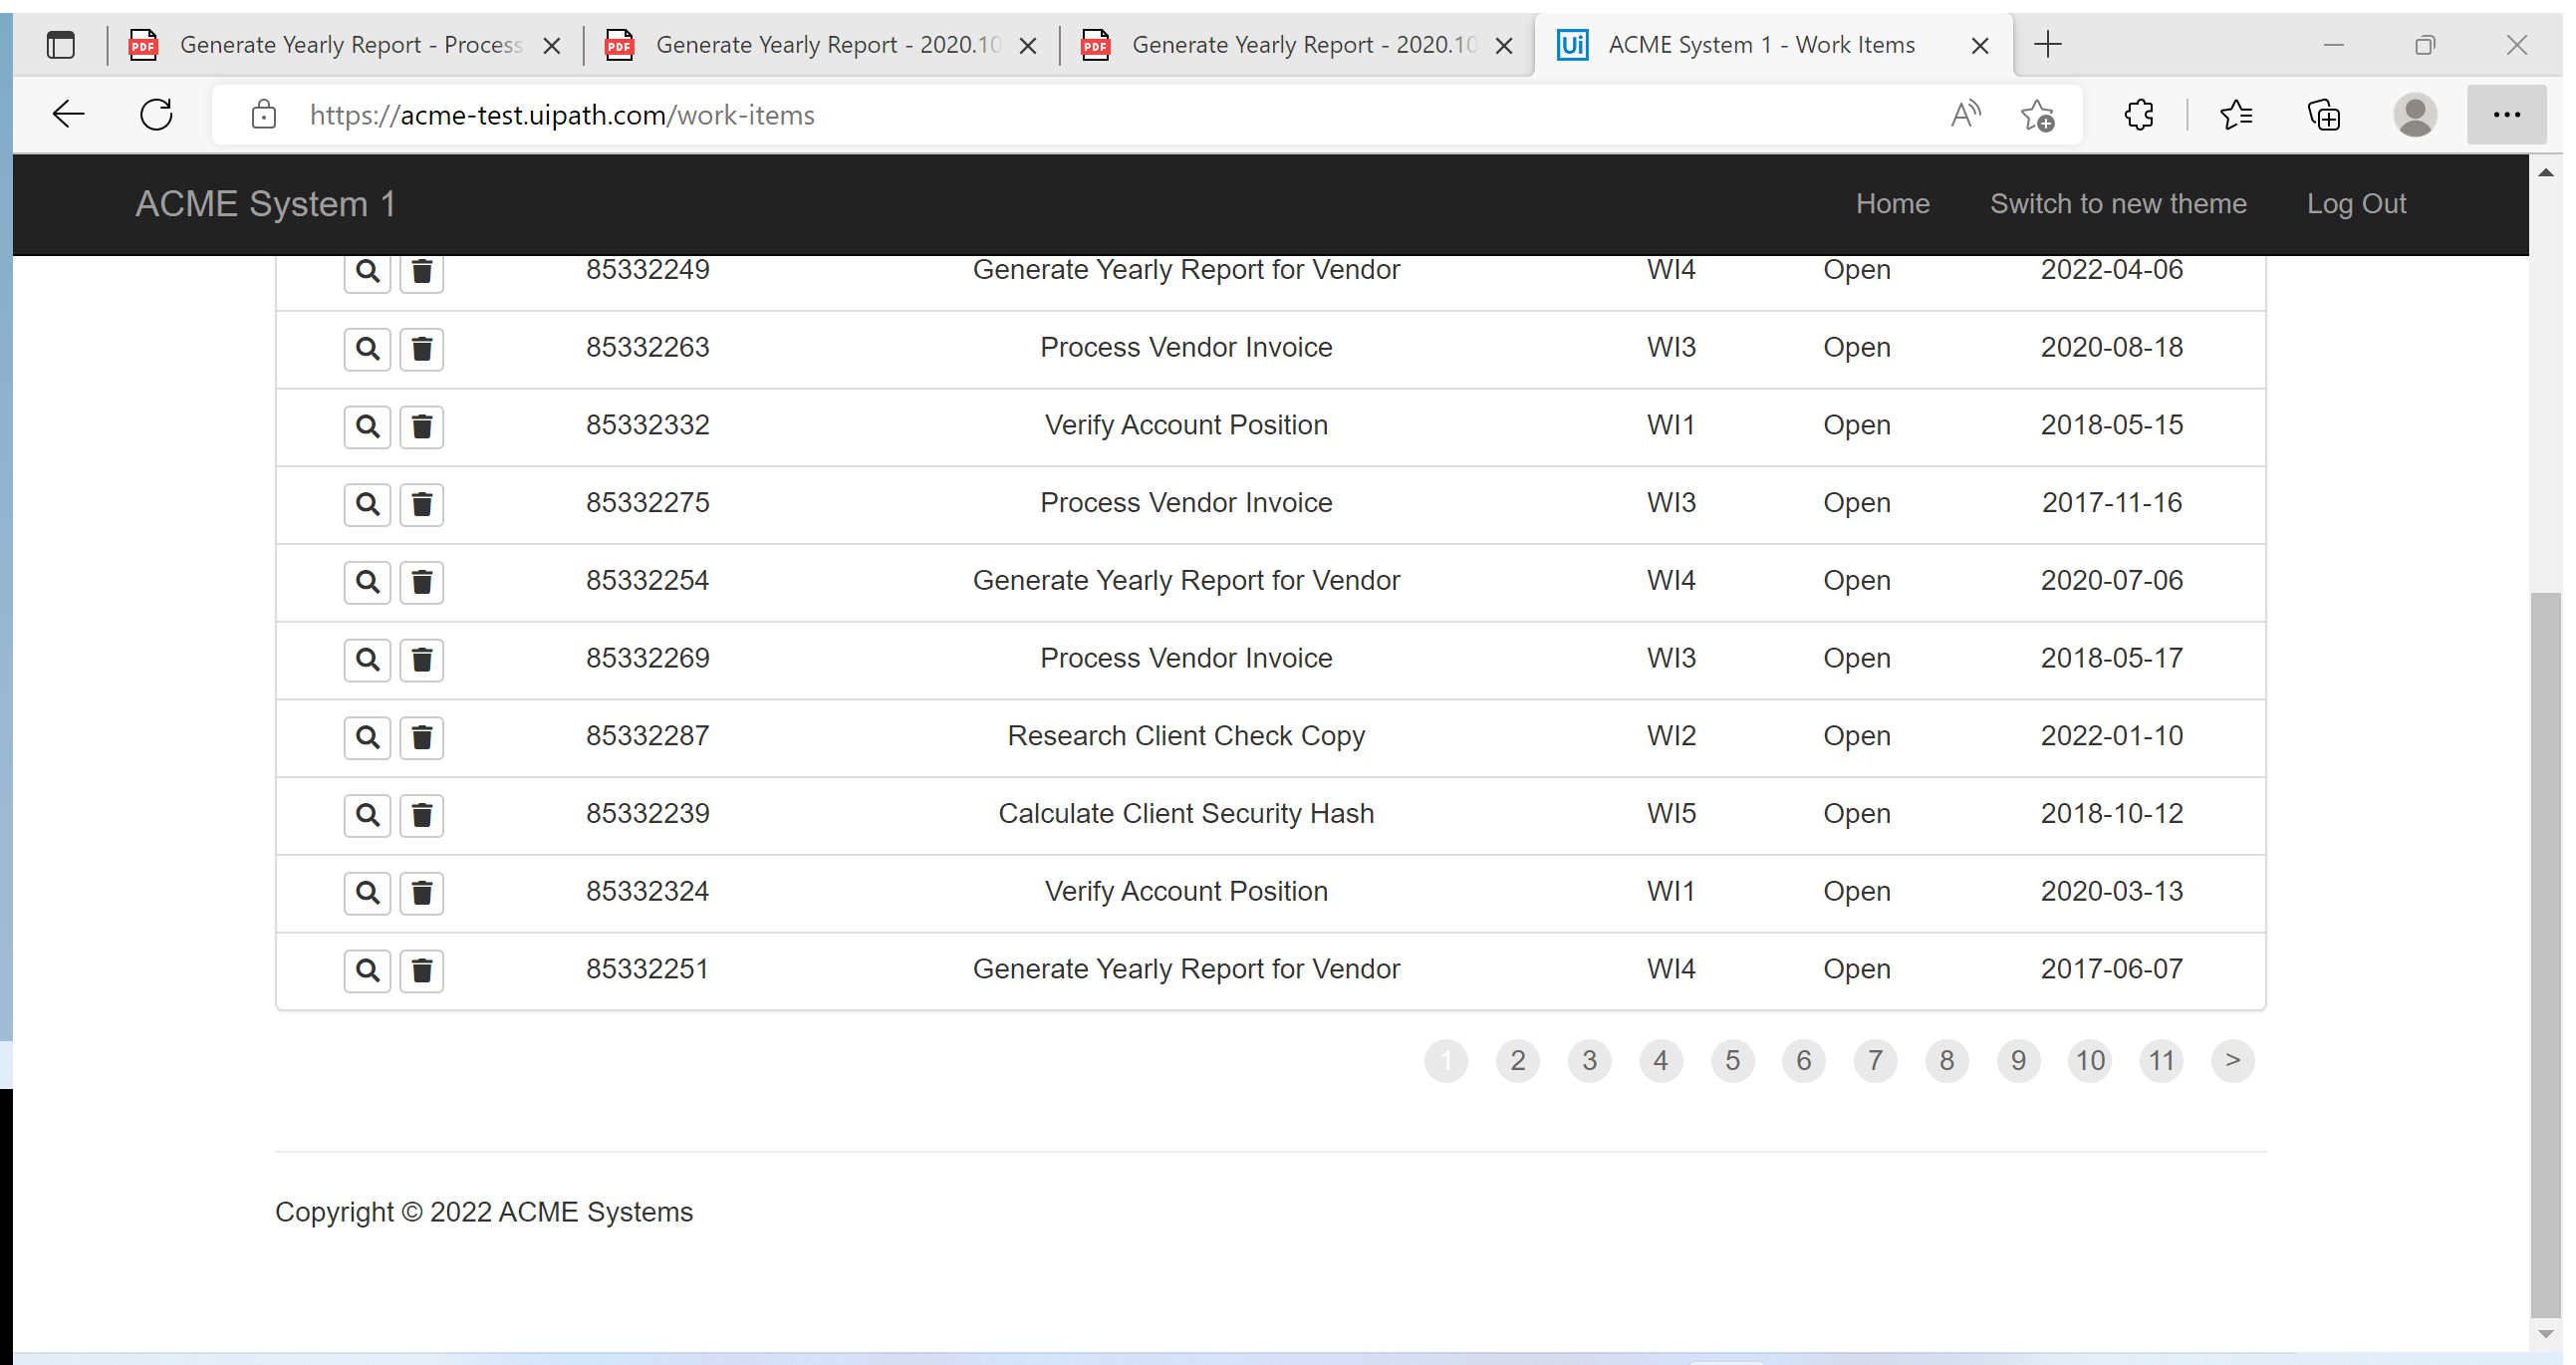 Generate Yearly Report - Process
Generate Yearly Report - 2020.10
Generate Yearly Report - 2020.10
Ui ACME System 1 - Work Items
https://acme-test.uipath.com/work-items
ACME System 1 Home Switch to new theme Log Out
85332249 Generate Yearly Report for Vendor WI4 Open 2022-04-06
85332263 Process Vendor Invoice WI3 Open 2020-08-18
85332332 Verify Account Position WI1 Open 2018-05-15
85332275 Process Vendor Invoice WI3 Open 2017-11-16
85332254 Generate Yearly Report for Vendor WI4 Open 2020-07-06
85332269 Process Vendor Invoice WI3 Open 2018-05-17
85332287 Research Client Check Copy WI2 Open 2022-01-10
85332239 Calculate Client Security Hash WI5 Open 2018-10-12
85332324 Verify Account Position WI1 Open 2020-03-13
85332251 Generate Yearly Report for Vendor WI4 Open 2017-06-07
1 2 3 4 5 6 7 8 9 10 11 >
Copyright © 2022 ACME Systems